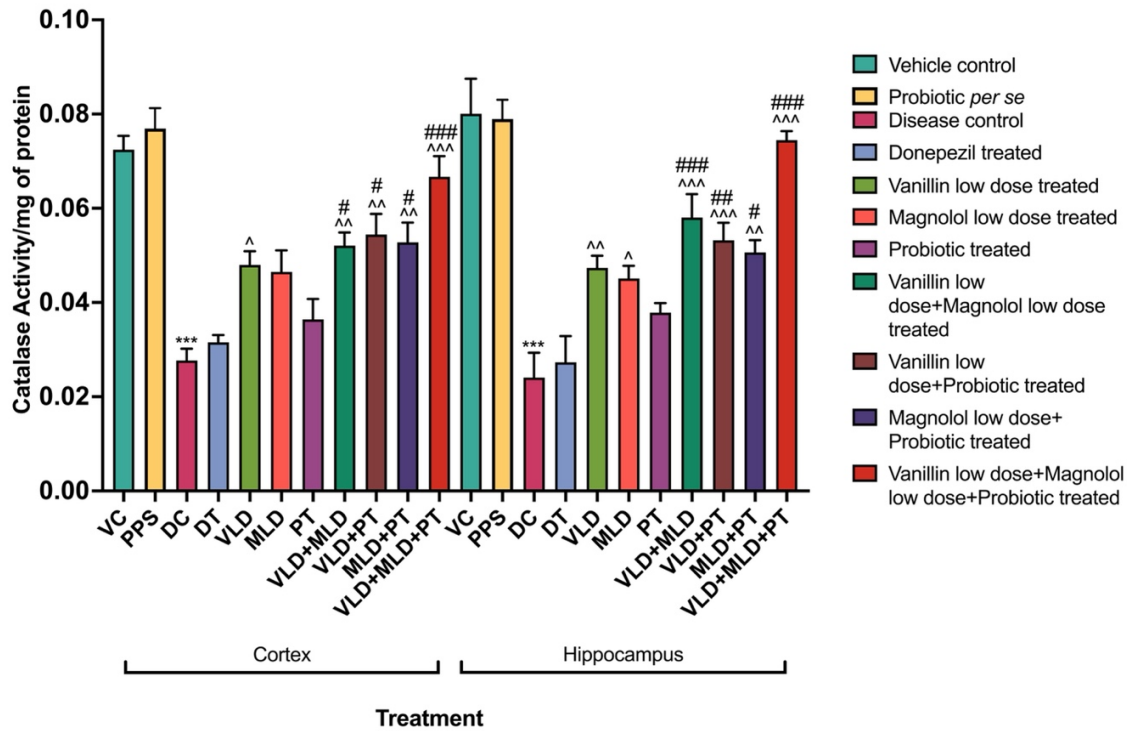 Catalase Activity/mg of protein
0.10
0.08
0.06
0.04
0.02
0.00
***
^
#
^^
#
^^
#
^^
###
^^^
***
^^
^
###
^^^
##
^^^
#
^^
###
^^^
VC
PPS
DC
DT
VLD
MLD
PT
VLD+MLD
VLD+PT
MLD+PT
VLD+MLD+PT
VC
PPS
DC
DT
VLD
MLD
PT
VLD+MLD
VLD+PT
MLD+PT
VLD+MLD+PT
Cortex
Hippocampus
Treatment
Vehicle control
Probiotic per se
Disease control
Donepezil treated
Vanillin low dose treated
Magnolol low dose treated
Probiotic treated
Vanillin low
dose+Magnolol low dose
treated
Vanillin low
dose+Probiotic treated
Magnolol low dose+
Probiotic treated
Vanillin low dose+Magnolol
low dose+Probiotic treated